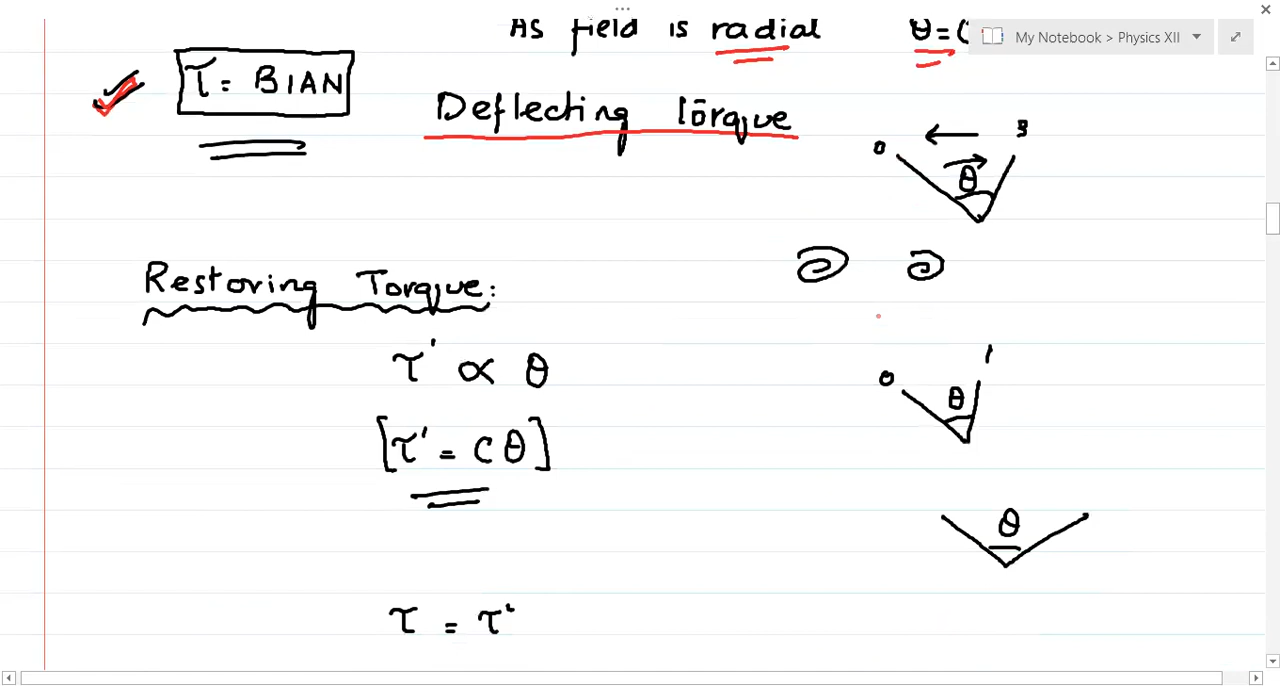 As field is radial θ=
My Notebook > Physics XII
τ = BIAN
Deflecting Torque
0 3
θ
Restoring Torque:
τ' ∝ θ
0 1
θ
[τ' = Cθ]
θ
τ = τ'